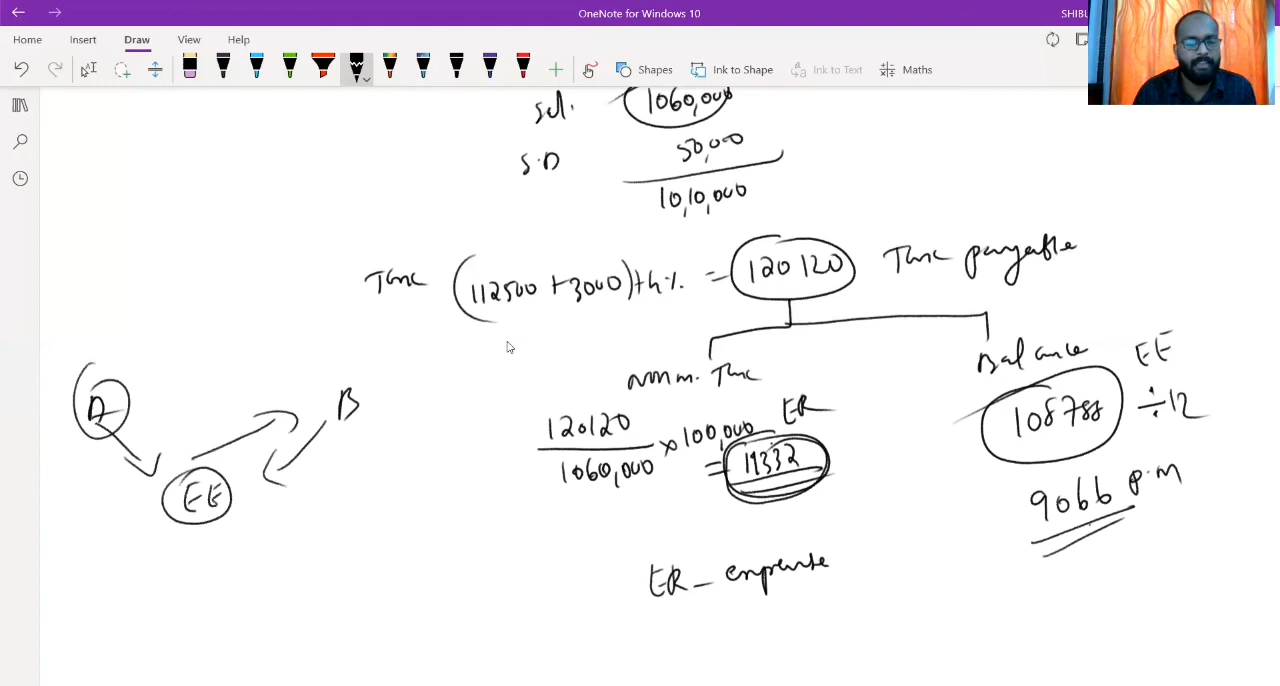 OneNote for Windows 10
SHIBU
Home Insert Draw View Help
Shapes Ink to Shape Ink to Text Maths
Sal. 1060,000
S.D 50,000
10,10,000
Tax (112500 + 3000) + 4% = 120120 Tax payable
nonm. Tax
Balance EE
120120
1060,000
× 100,000
ER
= 11332
108788 ÷ 12
9066 p.m
A B
EE
ER –